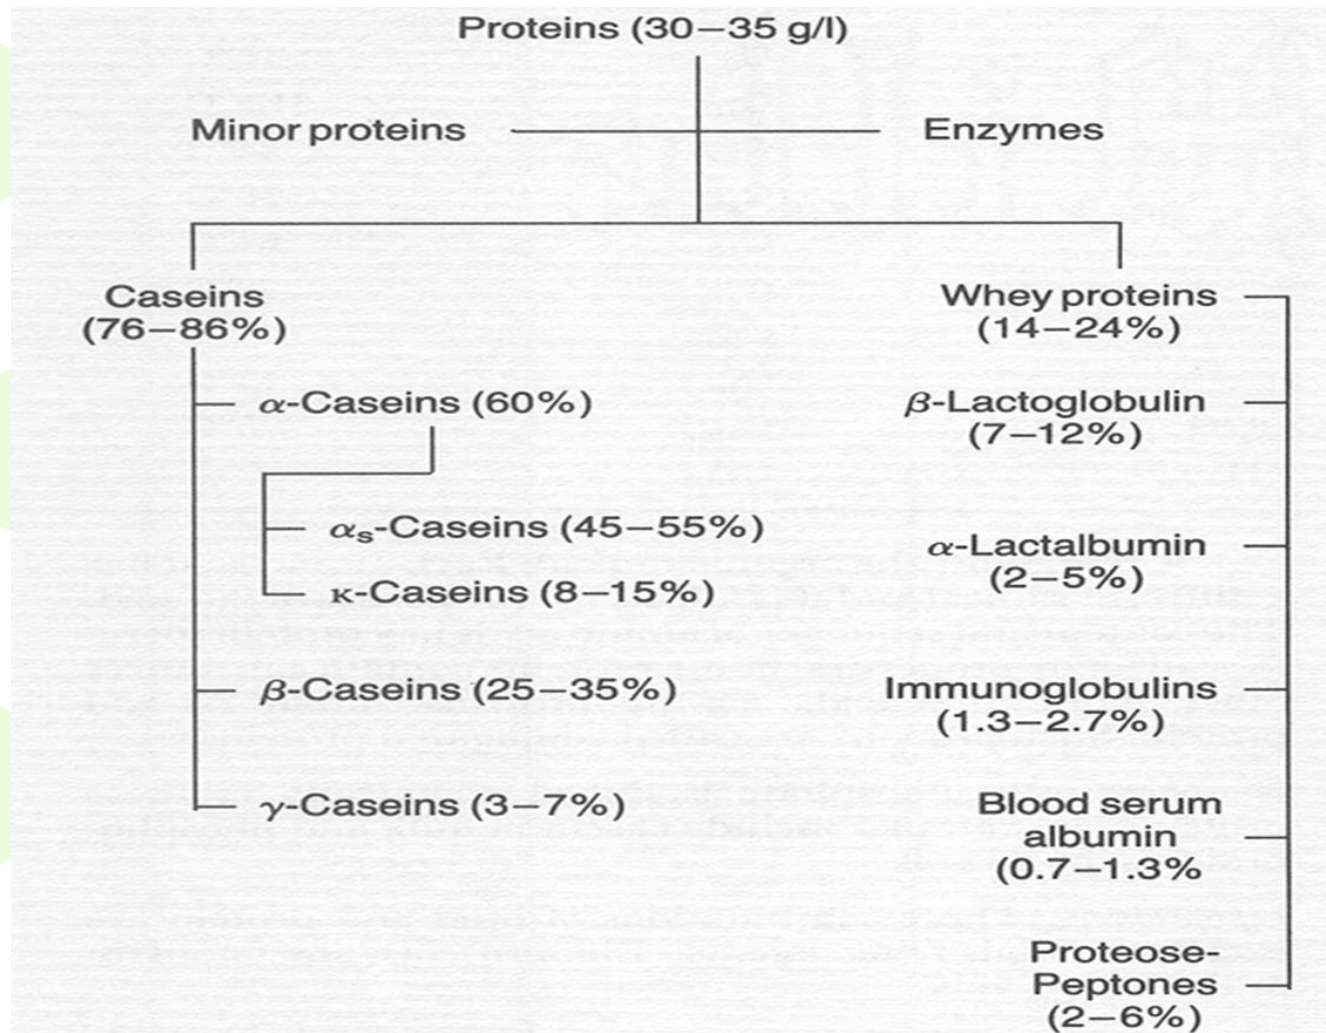 Proteins (30–35 g/l)
Minor proteins
Enzymes
Caseins
(76–86%)
α-Caseins (60%)
αs-Caseins (45–55%)
κ-Caseins (8–15%)
β-Caseins (25–35%)
γ-Caseins (3–7%)
Whey proteins
(14–24%)
β-Lactoglobulin
(7–12%)
α-Lactalbumin
(2–5%)
Immunoglobulins
(1.3–2.7%)
Blood serum
albumin
(0.7–1.3%
Proteose-
Peptones
(2–6%)